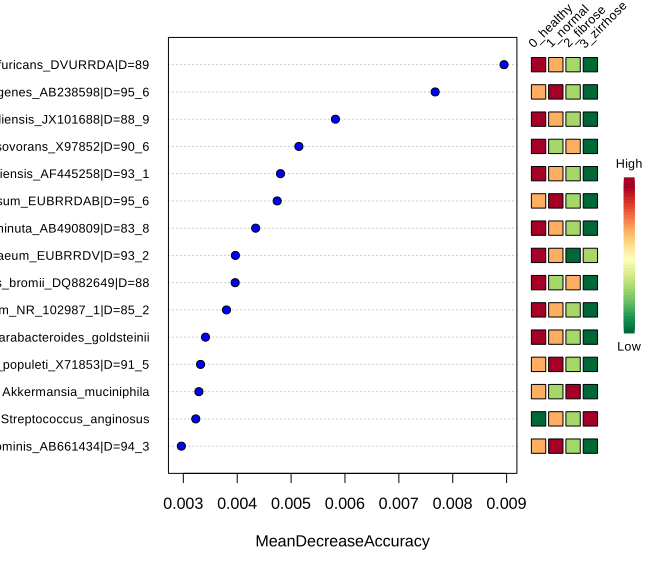 0_healthy
1_normal
2_fibrose
3_zirrhose
furicans_DVURRDA|D=89
genes_AB238598|D=95_6
liensis_JX101688|D=88_9
sovorans_X97852|D=90_6
iensis_AF445258|D=93_1
sum_EUBRRDAB|D=95_6
minuta_AB490809|D=83_8
aeum_EUBRRDV|D=93_2
s_bromii_DQ882649|D=88
m_NR_102987_1|D=85_2
arabacteroides_goldsteinii
_populeti_X71853|D=91_5
Akkermansia_muciniphila
Streptococcus_anginosus
ominis_AB661434|D=94_3
High
Low
0.003 0.004 0.005 0.006 0.007 0.008 0.009
MeanDecreaseAccuracy